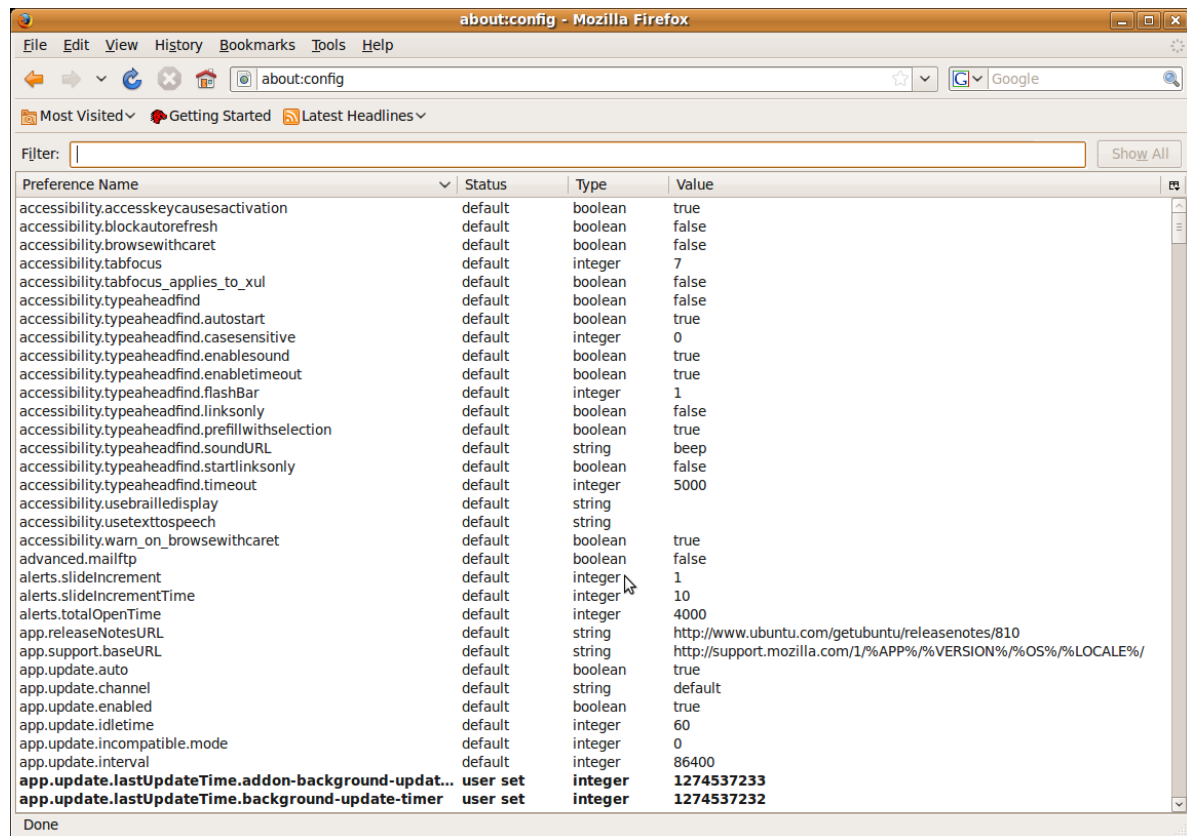 about:config - Mozilla Firefox
File Edit View History Bookmarks Tools Help
about:config G Google
Most Visited Getting Started Latest Headlines
Filter: Show All
Preference Name Status Type Value
accessibility.accesskeycausesactivation default boolean true
accessibility.blockautorefresh default boolean false
accessibility.browsewithcaret default boolean false
accessibility.tabfocus default integer 7
accessibility.tabfocus_applies_to_xul default boolean false
accessibility.typeaheadfind default boolean false
accessibility.typeaheadfind.autostart default boolean true
accessibility.typeaheadfind.casesensitive default integer 0
accessibility.typeaheadfind.enablesound default boolean true
accessibility.typeaheadfind.enabletimeout default boolean true
accessibility.typeaheadfind.flashBar default integer 1
accessibility.typeaheadfind.linksonly default boolean false
accessibility.typeaheadfind.prefillwithselection default boolean true
accessibility.typeaheadfind.soundURL default string beep
accessibility.typeaheadfind.startlinksonly default boolean false
accessibility.typeaheadfind.timeout default integer 5000
accessibility.usebrailledisplay default string
accessibility.usetexttospeech default string
accessibility.warn_on_browsewithcaret default boolean true
advanced.mailftp default boolean false
alerts.slideIncrement default integer 1
alerts.slideIncrementTime default integer 10
alerts.totalOpenTime default integer 4000
app.releaseNotesURL default string http://www.ubuntu.com/getubuntu/releasenotes/810
app.support.baseURL default string http://support.mozilla.com/1/%APP%/%VERSION%/%OS%/%LOCALE%/
app.update.auto default boolean true
app.update.channel default string default
app.update.enabled default boolean true
app.update.idletime default integer 60
app.update.incompatible.mode default integer 0
app.update.interval default integer 86400
app.update.lastUpdateTime.addon-background-updat... user set integer 1274537233
app.update.lastUpdateTime.background-update-timer user set integer 1274537232
Done